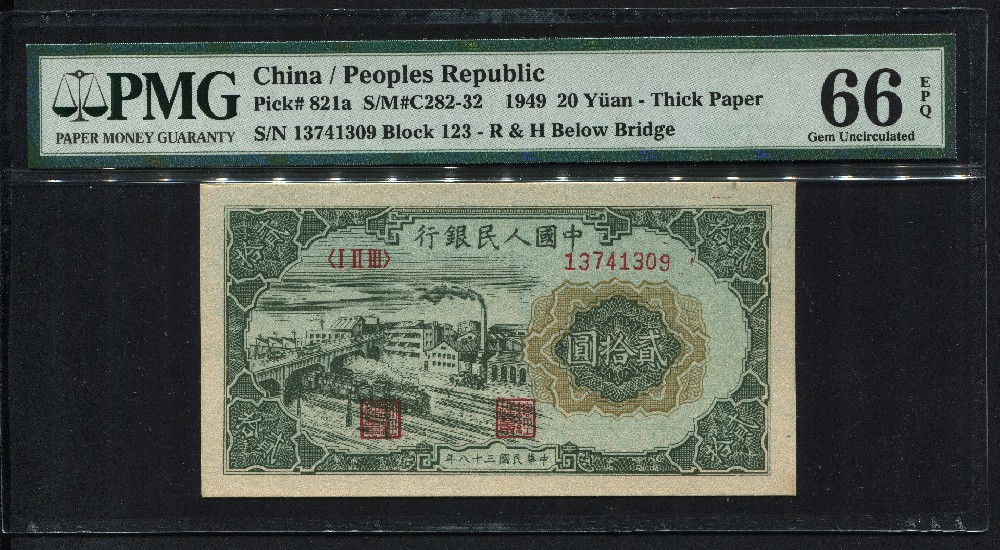 PMG
PAPER MONEY GUARANTY
China / Peoples Republic
Pick# 821a S/M#C282-32 1949 20 Yüan - Thick Paper
S/N 13741309 Block 123 - R & H Below Bridge
66 EPQ
Gem Uncirculated
行銀民人國中
〈I II III〉
13741309
圓拾貳
年八十三國民華中